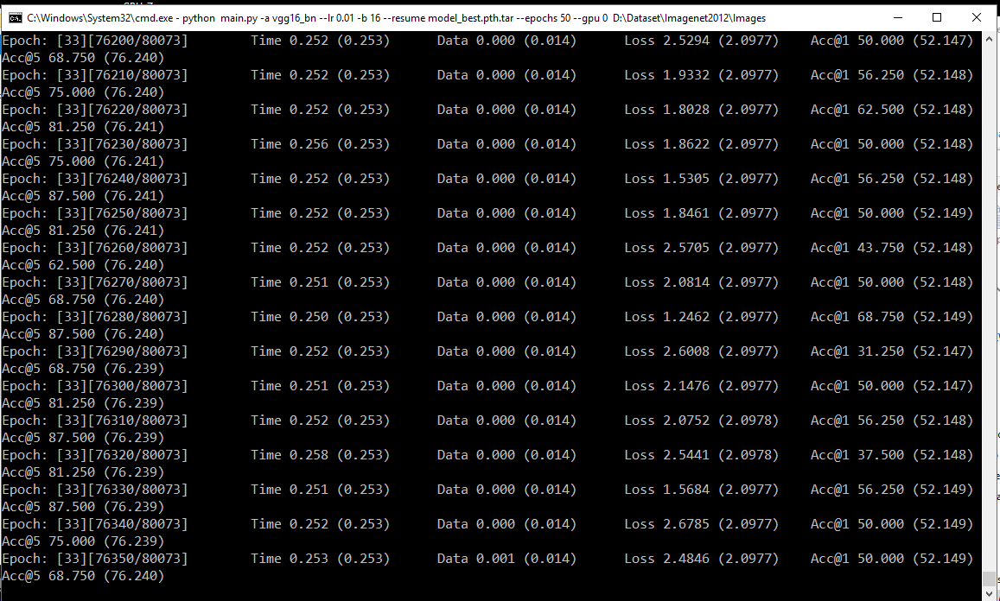 C:\Windows\System32\cmd.exe - python  main.py -a vgg16_bn --lr 0.01 -b 16 --resume model_best.pth.tar --epochs 50 --gpu 0  D:\Dataset\Imagenet2012\Images
Epoch: [33][76200/80073] Time 0.252 (0.253) Data 0.000 (0.014) Loss 2.5294 (2.0977) Acc@1 50.000 (52.147)
Acc@5 68.750 (76.240)
Epoch: [33][76210/80073] Time 0.252 (0.253) Data 0.000 (0.014) Loss 1.9332 (2.0977) Acc@1 56.250 (52.148)
Acc@5 75.000 (76.240)
Epoch: [33][76220/80073] Time 0.252 (0.253) Data 0.000 (0.014) Loss 1.8028 (2.0977) Acc@1 62.500 (52.148)
Acc@5 81.250 (76.241)
Epoch: [33][76230/80073] Time 0.256 (0.253) Data 0.000 (0.014) Loss 1.8622 (2.0977) Acc@1 50.000 (52.148)
Acc@5 75.000 (76.241)
Epoch: [33][76240/80073] Time 0.252 (0.253) Data 0.000 (0.014) Loss 1.5305 (2.0977) Acc@1 56.250 (52.148)
Acc@5 87.500 (76.241)
Epoch: [33][76250/80073] Time 0.252 (0.253) Data 0.000 (0.014) Loss 1.8461 (2.0977) Acc@1 50.000 (52.149)
Acc@5 81.250 (76.241)
Epoch: [33][76260/80073] Time 0.252 (0.253) Data 0.000 (0.014) Loss 2.5705 (2.0977) Acc@1 43.750 (52.148)
Acc@5 62.500 (76.240)
Epoch: [33][76270/80073] Time 0.251 (0.253) Data 0.000 (0.014) Loss 2.0814 (2.0977) Acc@1 50.000 (52.148)
Acc@5 68.750 (76.240)
Epoch: [33][76280/80073] Time 0.250 (0.253) Data 0.000 (0.014) Loss 1.2462 (2.0977) Acc@1 68.750 (52.149)
Acc@5 87.500 (76.240)
Epoch: [33][76290/80073] Time 0.252 (0.253) Data 0.000 (0.014) Loss 2.6008 (2.0977) Acc@1 31.250 (52.147)
Acc@5 68.750 (76.239)
Epoch: [33][76300/80073] Time 0.251 (0.253) Data 0.000 (0.014) Loss 2.1476 (2.0977) Acc@1 50.000 (52.147)
Acc@5 81.250 (76.239)
Epoch: [33][76310/80073] Time 0.252 (0.253) Data 0.000 (0.014) Loss 2.0752 (2.0978) Acc@1 56.250 (52.148)
Acc@5 87.500 (76.239)
Epoch: [33][76320/80073] Time 0.258 (0.253) Data 0.000 (0.014) Loss 2.5441 (2.0978) Acc@1 37.500 (52.148)
Acc@5 81.250 (76.239)
Epoch: [33][76330/80073] Time 0.251 (0.253) Data 0.000 (0.014) Loss 1.5684 (2.0977) Acc@1 56.250 (52.149)
Acc@5 87.500 (76.239)
Epoch: [33][76340/80073] Time 0.252 (0.253) Data 0.000 (0.014) Loss 2.6785 (2.0977) Acc@1 50.000 (52.149)
Acc@5 75.000 (76.239)
Epoch: [33][76350/80073] Time 0.253 (0.253) Data 0.001 (0.014) Loss 2.4846 (2.0977) Acc@1 50.000 (52.149)
Acc@5 68.750 (76.240)